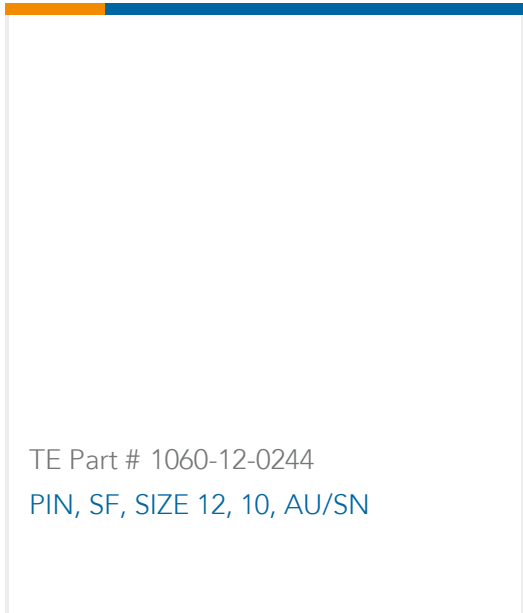 TE Part # 1060-12-0244
PIN, SF, SIZE 12, 10, AU/SN